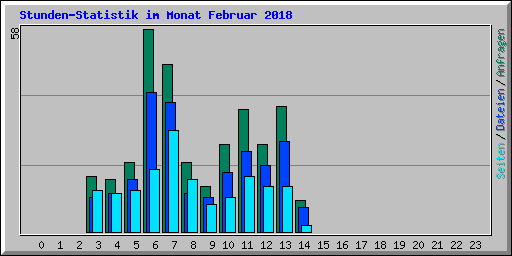 Stunden-Statistik im Monat Februar 2018
58
Seiten/Dateien/Anfragen
0 1 2 3 4 5 6 7 8 9 10 11 12 13 14 15 16 17 18 19 20 21 22 23